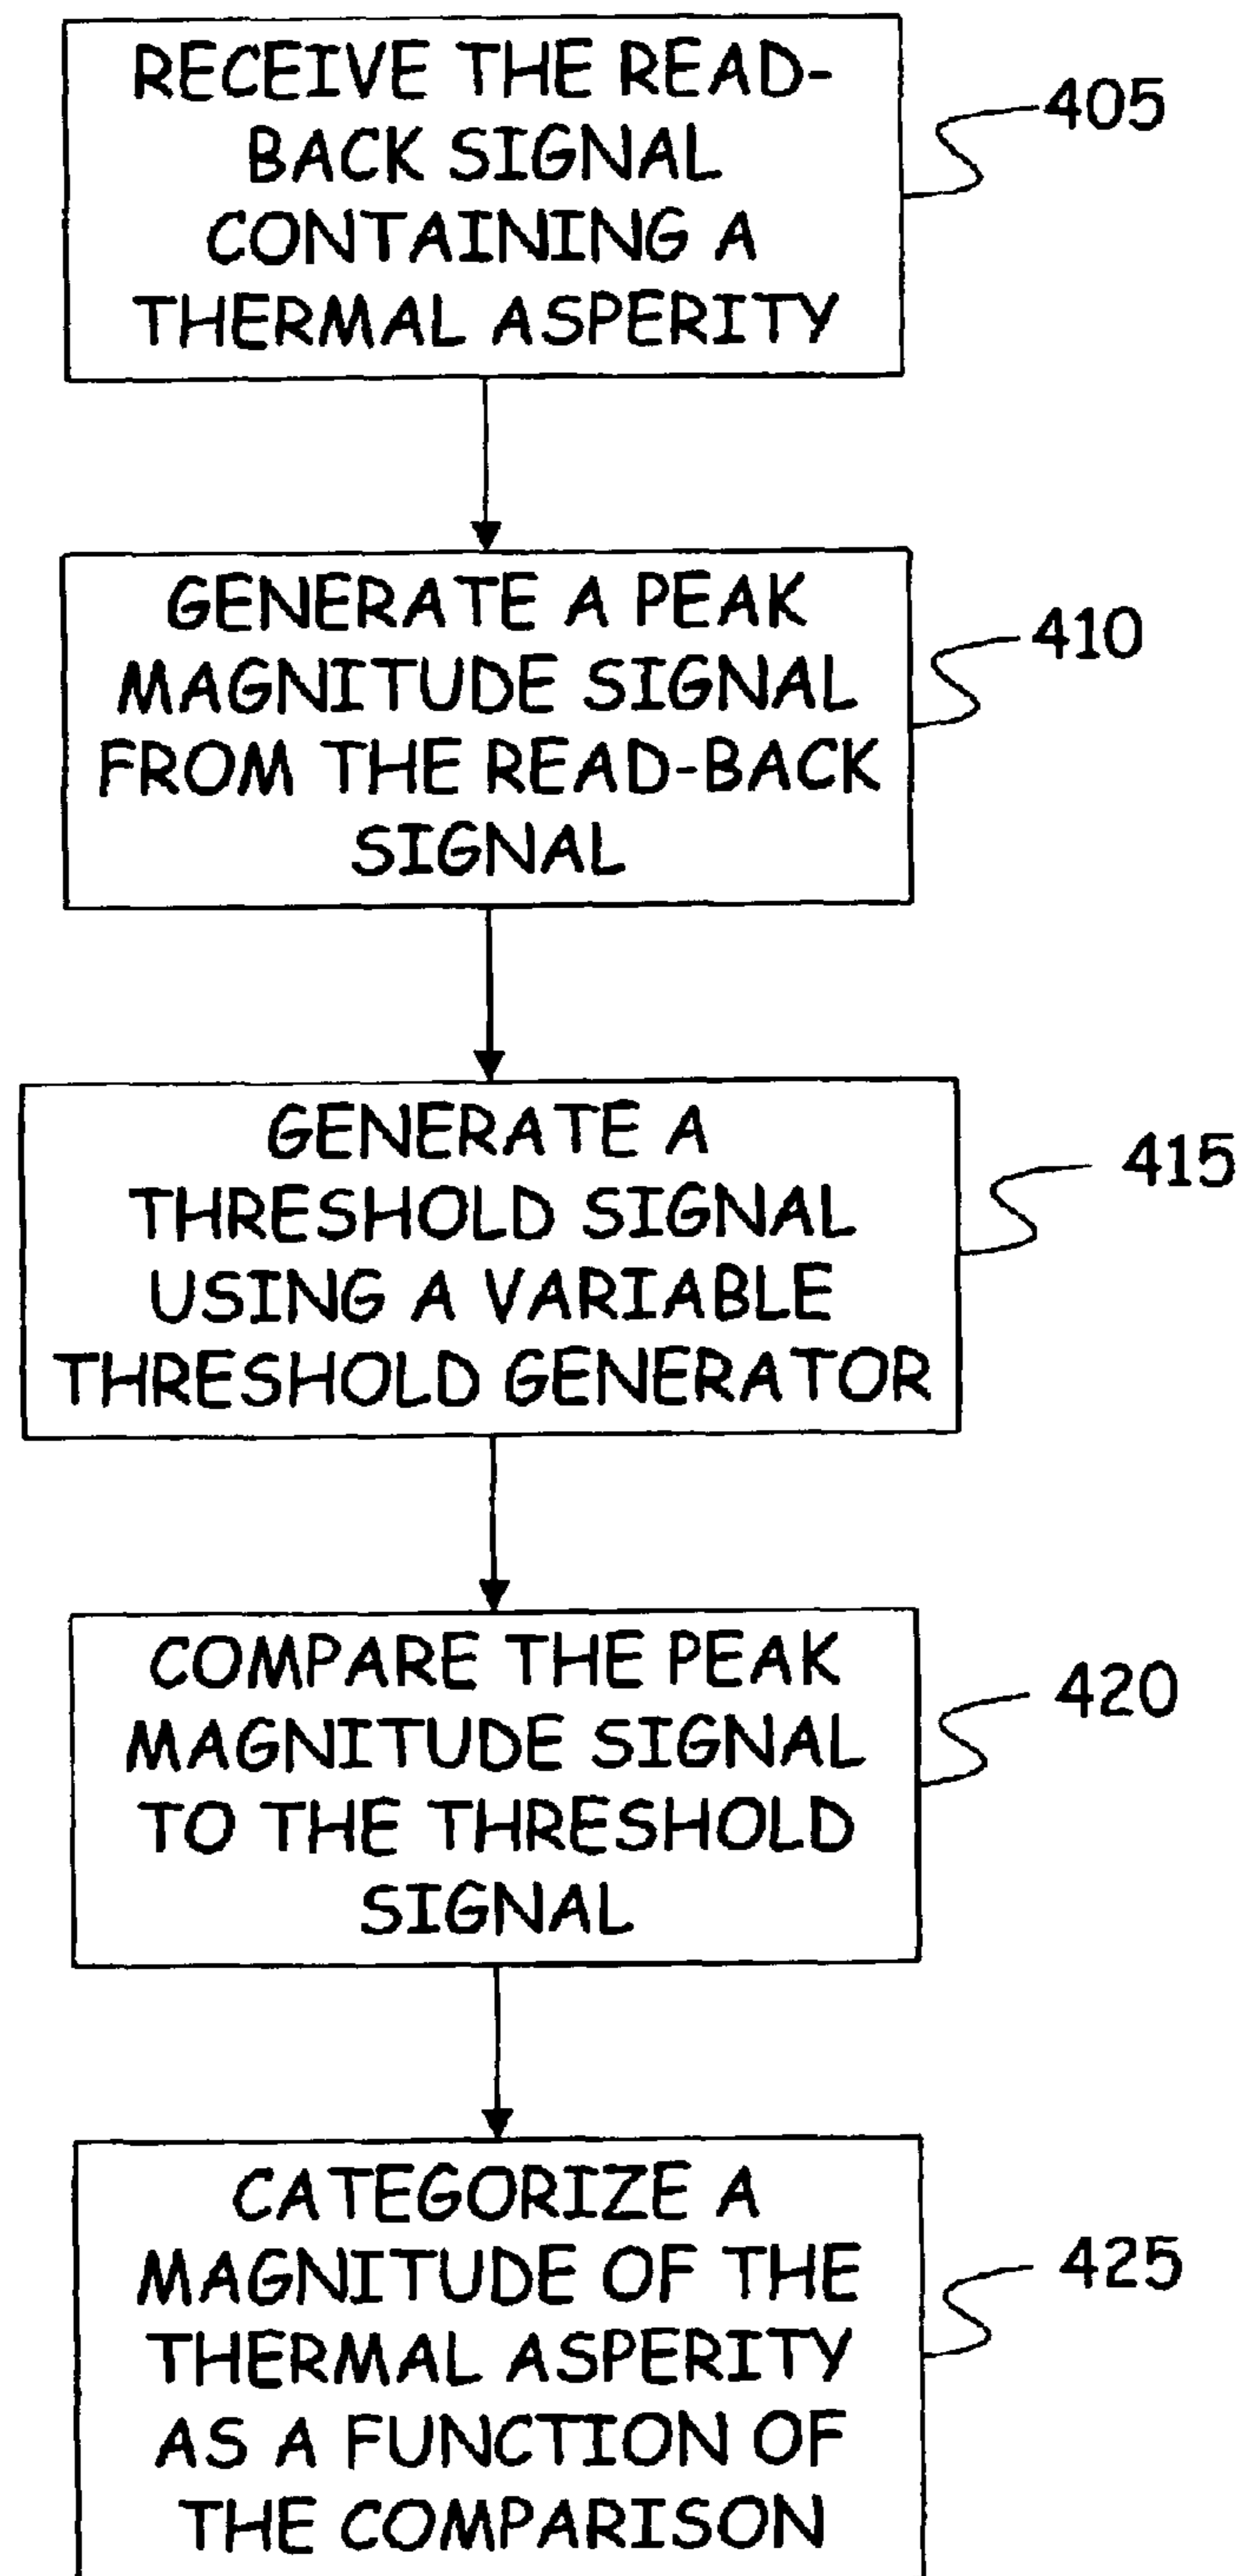 RECEIVE THE READ-
BACK SIGNAL
CONTAINING A
THERMAL ASPERITY
405
GENERATE A PEAK
MAGNITUDE SIGNAL
FROM THE READ-BACK
SIGNAL
410
GENERATE A
THRESHOLD SIGNAL
USING A VARIABLE
THRESHOLD GENERATOR
415
COMPARE THE PEAK
MAGNITUDE SIGNAL
TO THE THRESHOLD
SIGNAL
420
CATEGORIZE A
MAGNITUDE OF THE
THERMAL ASPERITY
AS A FUNCTION OF
THE COMPARISON
425